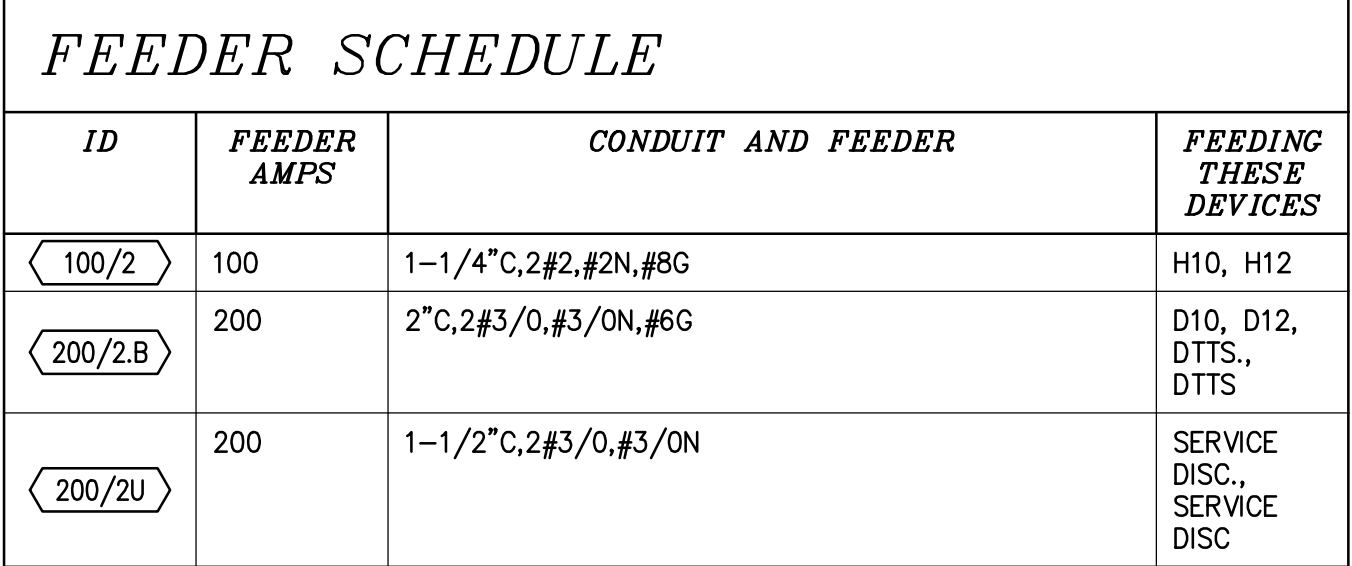 FEEDER SCHEDULE
ID
FEEDER
AMPS
CONDUIT AND FEEDER
FEEDING
THESE
DEVICES
100/2
100
1-1/4"C,2#2,#2N,#8G
H10, H12
200/2.B
200
2"C,2#3/0,#3/0N,#6G
D10, D12,
DTTS.,
DTTS
200/2U
200
1-1/2"C,2#3/0,#3/0N
SERVICE
DISC.,
SERVICE
DISC